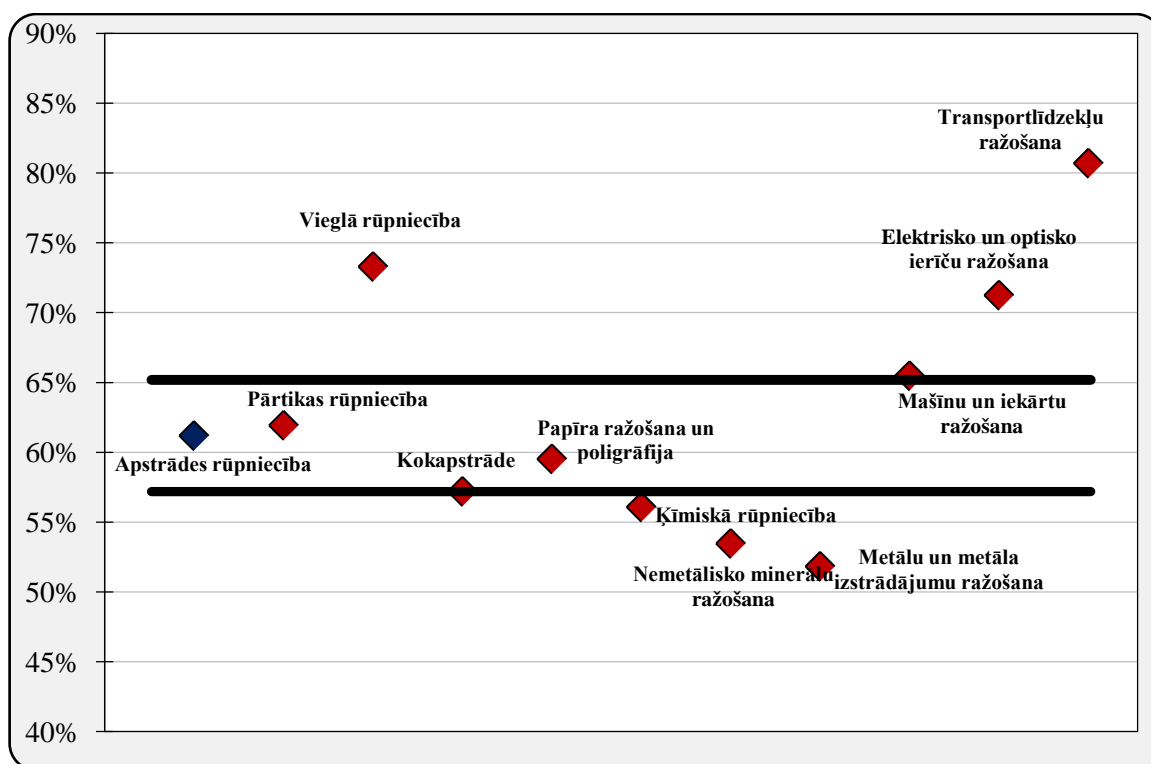 90%
85%
80%
75%
70%
65%
60%
55%
50%
45%
40%
Transportlīdzekļu
ražošana
Vieglā rūpniecība
Elektrisko un optisko
ierīču ražošana
Pārtikas rūpniecība
Mašīnu un iekārtu
ražošana
Apstrādes rūpniecība
Kokapstrāde
Papīra ražošana un
poligrāfija
Ķīmiskā rūpniecība
Nemetālisko minerālu
ražošana
Metālu un metāla
izstrādājumu ražošana